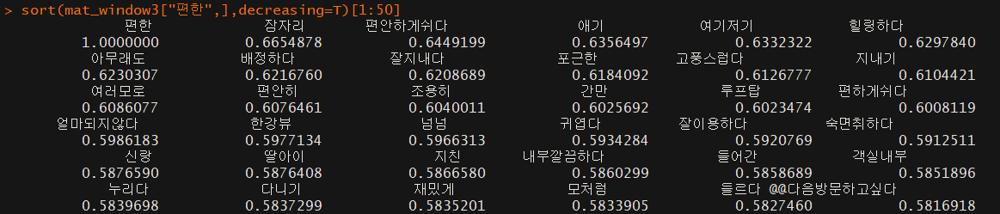 > sort(mat_window3["편한",],decreasing=T)[1:50]
편한 잠자리 편안하게쉬다 애기 여기저기 힐링하다
1.0000000 0.6654878 0.6449199 0.6356497 0.6332322 0.6297840
아무래도 배정하다 잘지내다 포근한 고풍스럽다 지내기
0.6230307 0.6216760 0.6208689 0.6184092 0.6126777 0.6104421
여러모로 편안히 조용히 간만 루프탑 편하게쉬다
0.6086077 0.6076461 0.6040011 0.6025692 0.6023474 0.6008119
얼마되지않다 한강뷰 넘넘 귀엽다 잘이용하다 숙면취하다
0.5986183 0.5977134 0.5966313 0.5934284 0.5920769 0.5912511
신랑 딸아이 지친 내부깔끔하다 들어간 객실내부
0.5876590 0.5876408 0.5866580 0.5860299 0.5858689 0.5851896
누리다 다니기 재밌게 모처럼 들르다 @@다음방문하고싶다
0.5839698 0.5837299 0.5835201 0.5833905 0.5827460 0.5816918